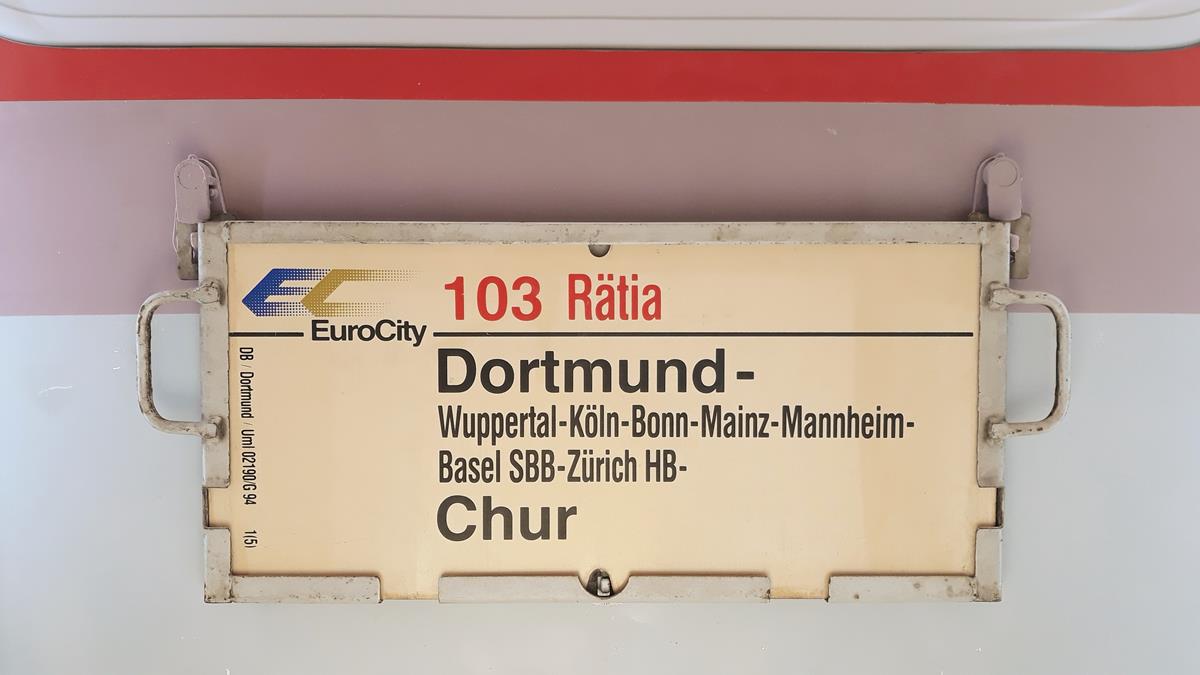 EC 103 Rätia
EuroCity
Dortmund-
Wuppertal-Köln-Bonn-Mainz-Mannheim-
Basel SBB-Zürich HB-
Chur
DB / Dortmund / Uml 02190/G 94 1(5)